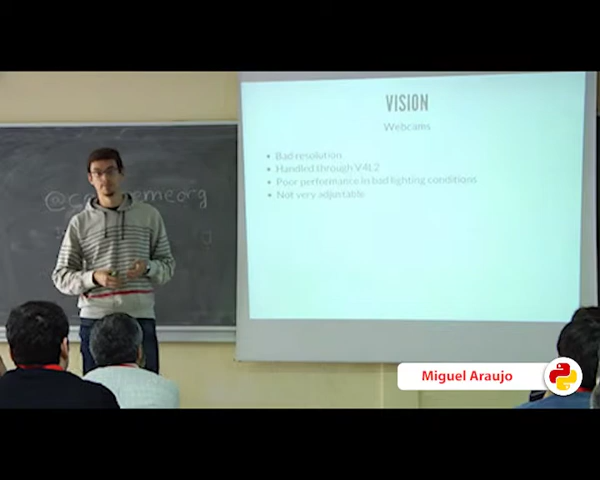 VISION
Webcams
Bad resolution
Handled through V4L2
Poor performance in bad lighting conditions
Not very adjustable
Miguel Araujo